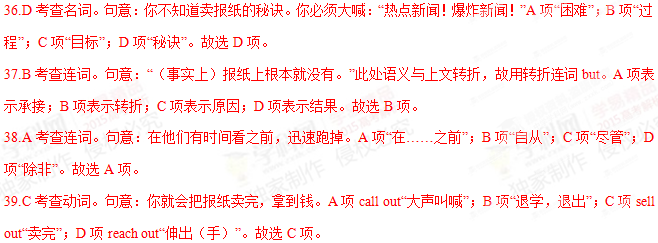 36.D 考查名词。句意：你不知道卖报纸的秘诀。你必须大喊：“热点新闻！爆炸新闻！”A 项“困难”；B 项“过
程”；C 项“目标”；D 项“秘诀”。故选 D 项。
37.B 考查连词。句意：“（事实上）报纸上根本就没有。”此处语义与上文转折，故用转折连词 but。A 项表
示承接；B 项表示转折；C 项表示原因；D 项表示结果。故选 B 项。
38.A 考查连词。句意：在他们有时间看之前，迅速跑掉。A 项“在……之前”；B 项“自从”；C 项“尽管”；D
项“除非”。故选 A 项。
39.C 考查动词。句意：你就会把报纸卖完，拿到钱。A 项 call out“大声叫喊”；B 项“退学，退出”；C 项 sell
out“卖完”；D 项 reach out“伸出（手）”。故选 C 项。